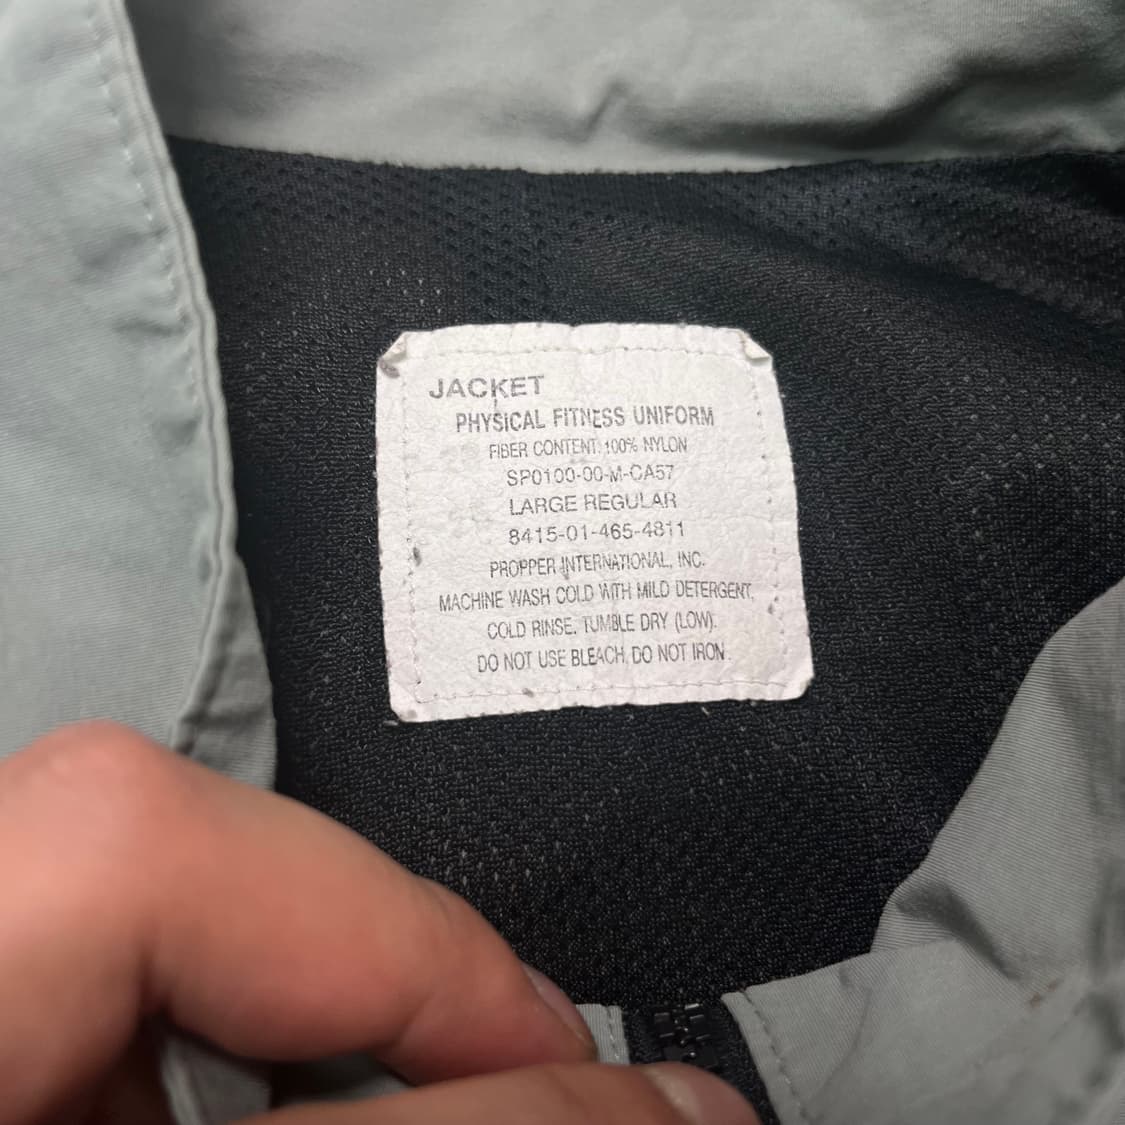 JACKET
PHYSICAL FITNESS UNIFORM
FIBER CONTENT: 100% NYLON
SP0100-00-M-CA57
LARGE REGULAR
8415-01-465-4811
PROPPER INTERNATIONAL, INC.
MACHINE WASH COLD WITH MILD DETERGENT,
COLD RINSE. TUMBLE DRY (LOW).
DO NOT USE BLEACH, DO NOT IRON.